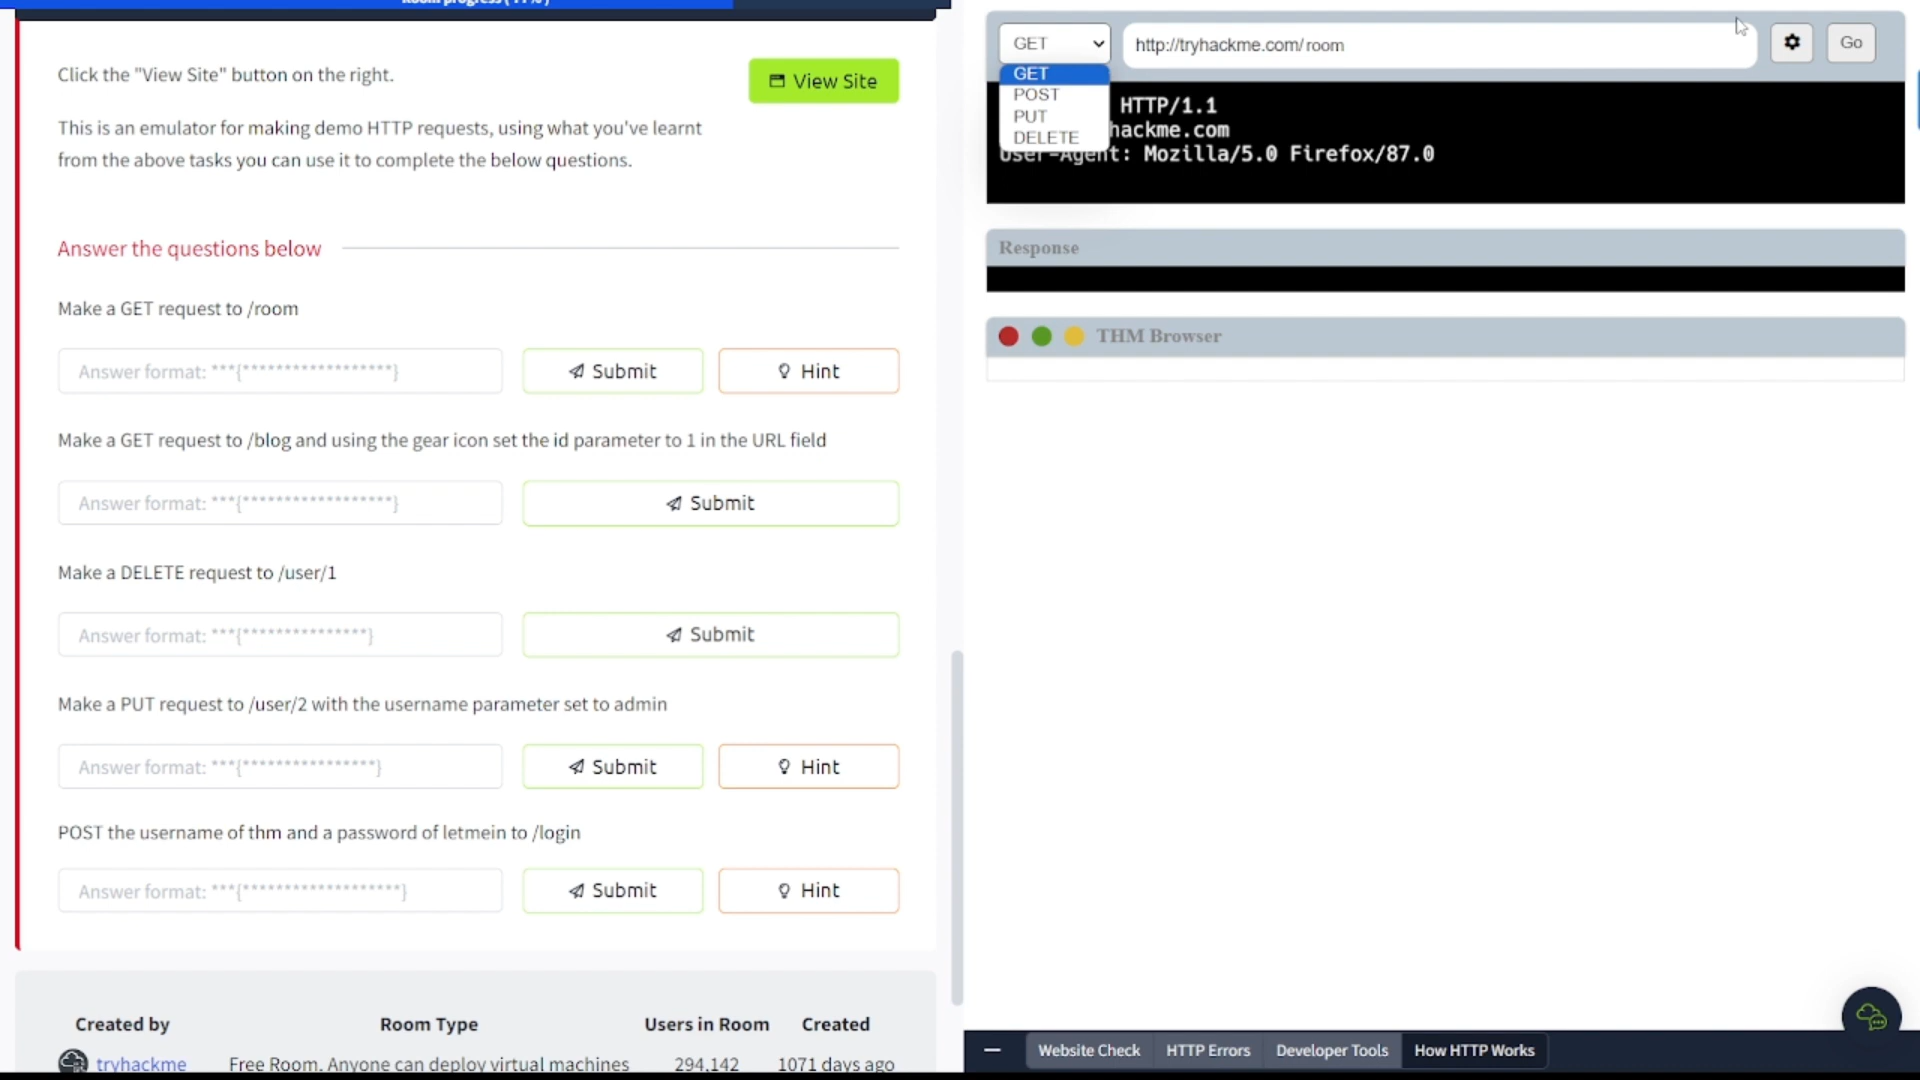 Room progress ( 77% )
Click the "View Site" button on the right.
View Site
This is an emulator for making demo HTTP requests, using what you've learnt
from the above tasks you can use it to complete the below questions.
Answer the questions below
Make a GET request to /room
Answer format: ***{******************}
Submit
Hint
Make a GET request to /blog and using the gear icon set the id parameter to 1 in the URL field
Answer format: ***{******************}
Submit
Make a DELETE request to /user/1
Answer format: ***{***************}
Submit
Make a PUT request to /user/2 with the username parameter set to admin
Answer format: ***{****************}
Submit
Hint
POST the username of thm and a password of letmein to /login
Answer format: ***{*******************}
Submit
Hint
Created by
Room Type
Users in Room
Created
tryhackme
Free Room. Anyone can deploy virtual machines
294,142
1071 days ago
GET
http://tryhackme.com/ room
Go
GET
POST
PUT
DELETE
HTTP/1.1
hackme.com
User-Agent: Mozilla/5.0 Firefox/87.0
Response
THM Browser
Website Check
HTTP Errors
Developer Tools
How HTTP Works